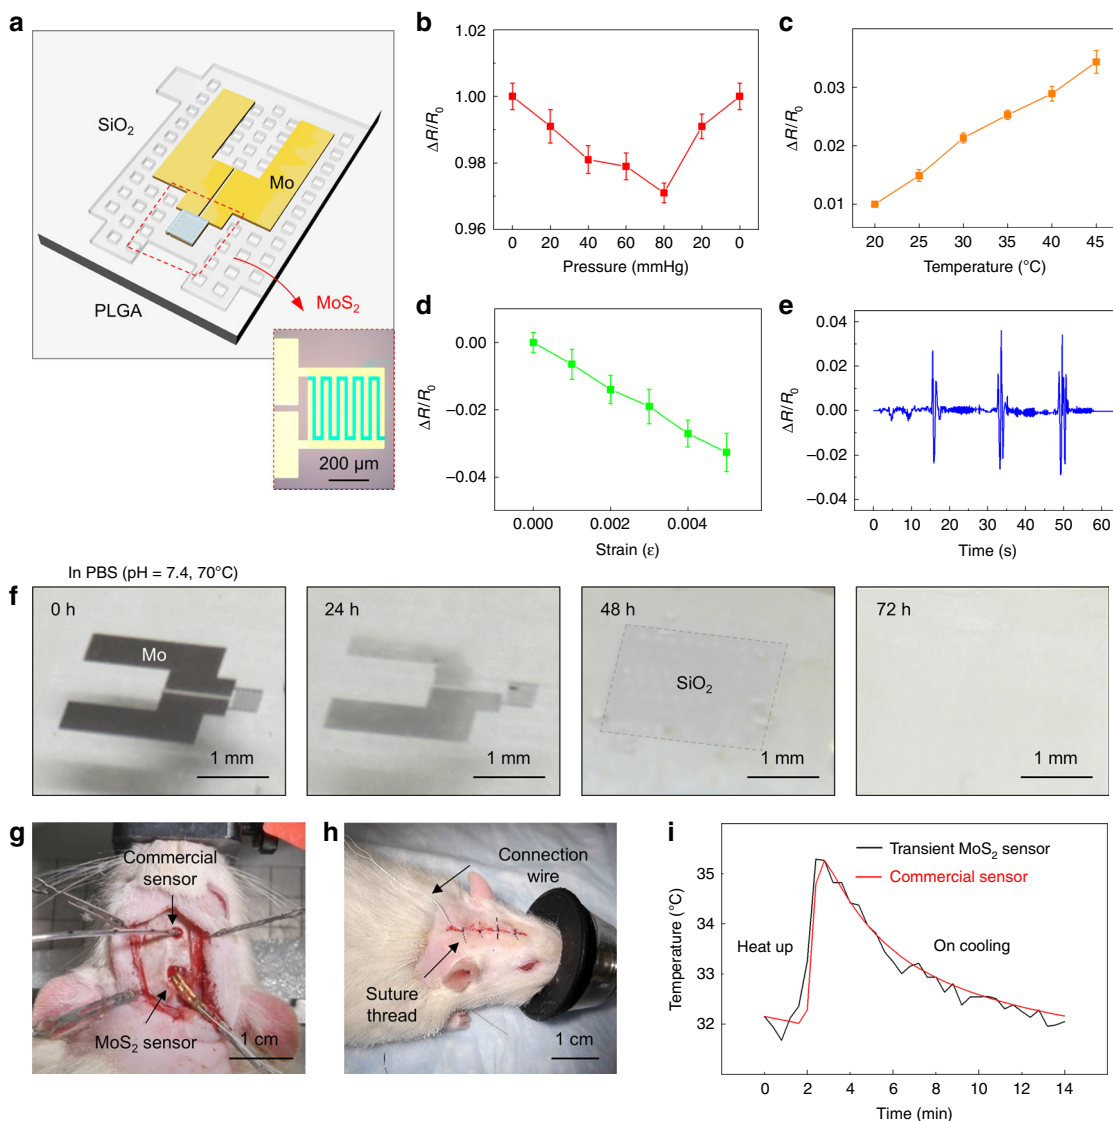 a
SiO2
Mo
PLGA
MoS2
200 µm
b
1.02
1.00
0.98
0.96
ΔR/R0
0 20 40 60 80 20 0
Pressure (mmHg)
c
0.03
0.02
0.01
ΔR/R0
20 25 30 35 40 45
Temperature (°C)
d
0.00
−0.02
−0.04
ΔR/R0
0.000 0.002 0.004
Strain (ε)
e
0.04
0.02
0.00
−0.02
−0.04
ΔR/R0
0 10 20 30 40 50 60
Time (s)
In PBS (pH = 7.4, 70°C)
f
0 h
Mo
1 mm
24 h
1 mm
48 h
SiO2
1 mm
72 h
1 mm
g
Commercial
sensor
MoS2 sensor
1 cm
h
Connection
wire
Suture
thread
1 cm
i
Transient MoS2 sensor
Commercial sensor
Heat up
On cooling
35
34
33
32
Temperature (°C)
0 2 4 6 8 10 12 14
Time (min)